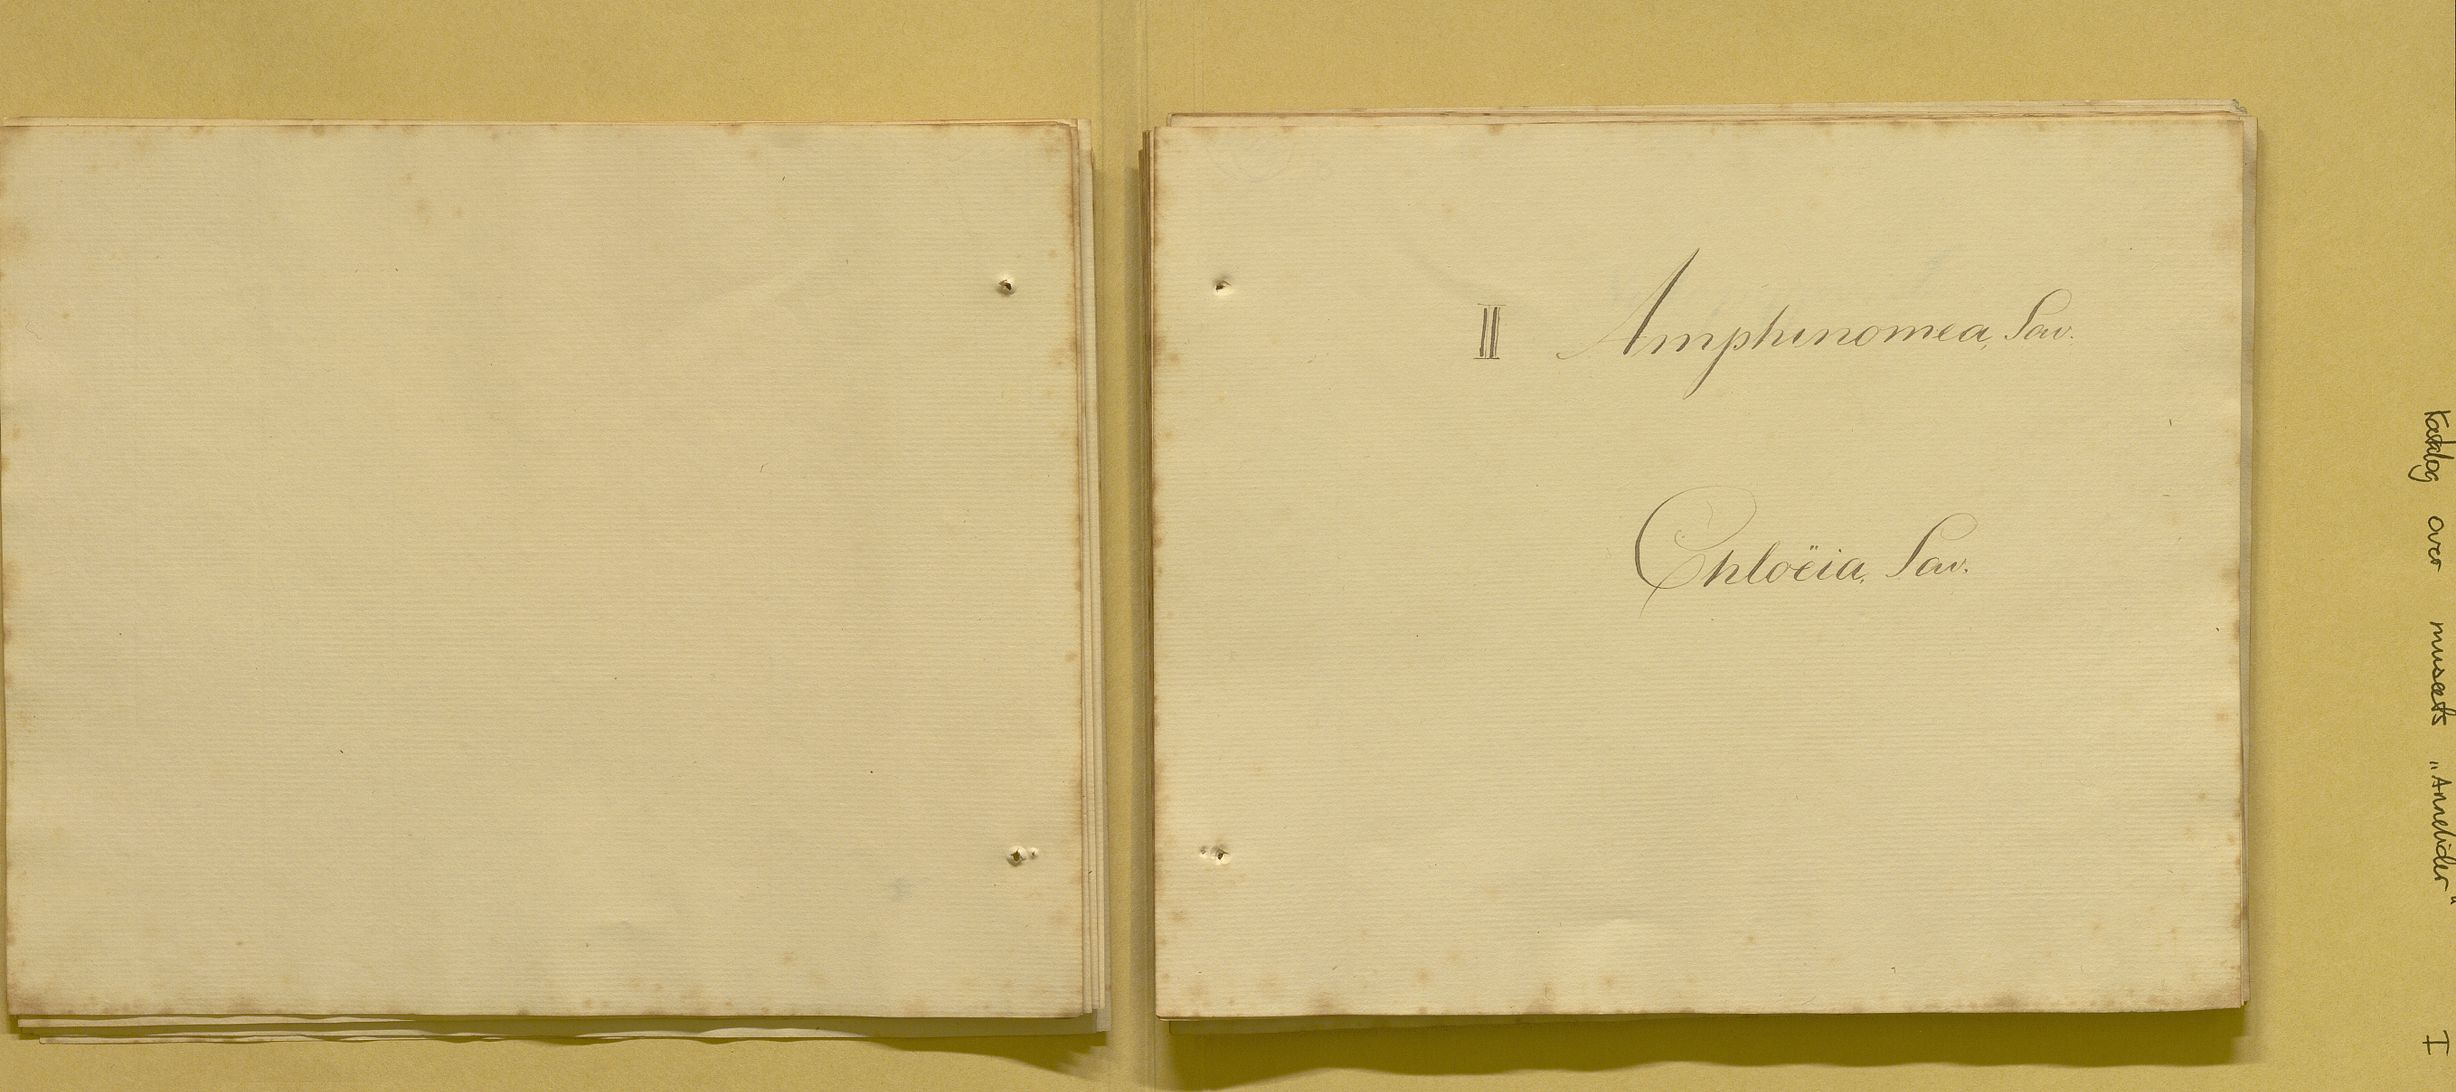 II Amphinomea, Sav.
Chloëia, Sav.
Katalog over museets "Annelider" I